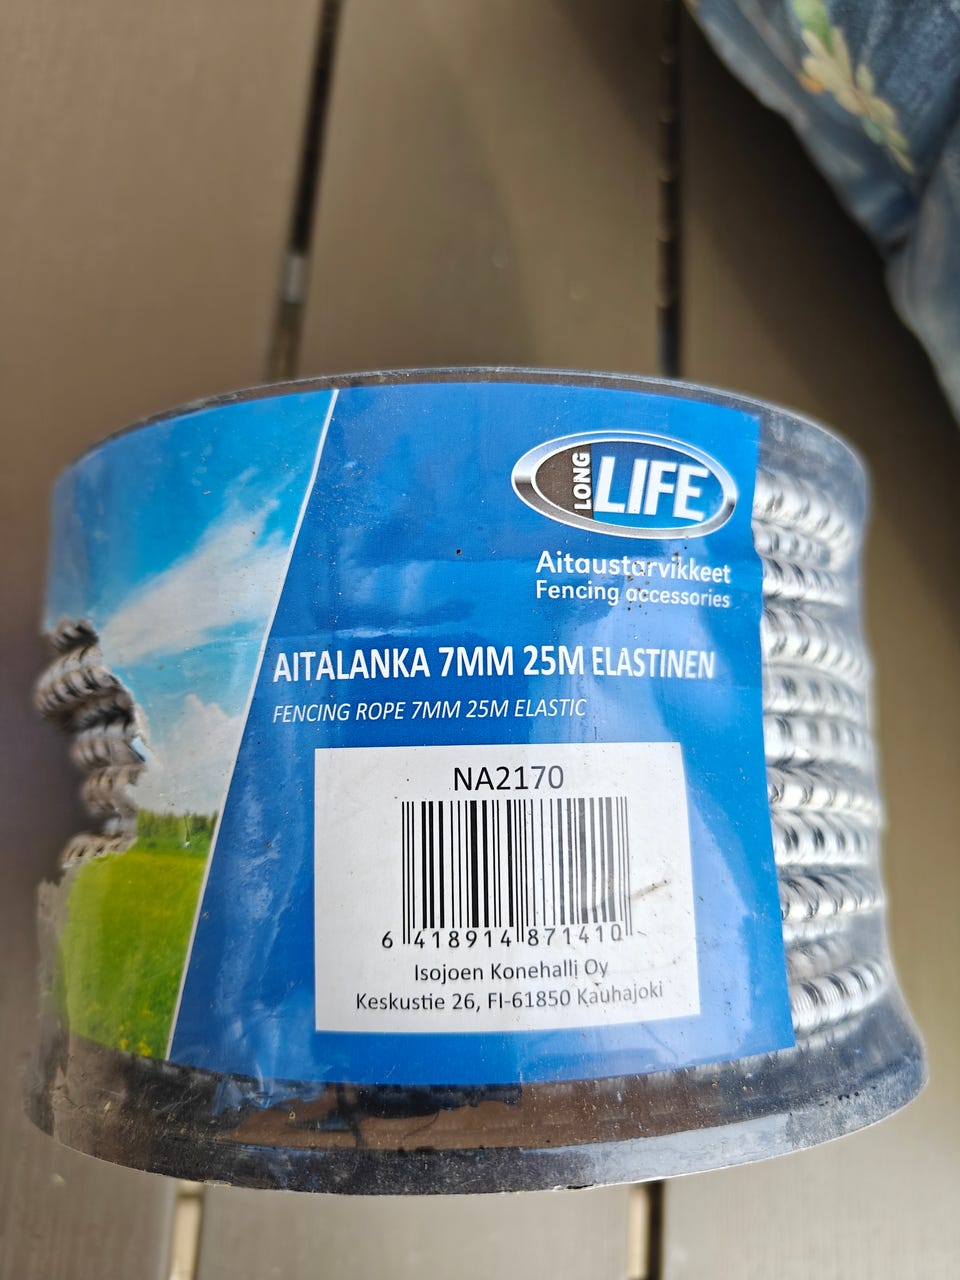 LONG LIFE
Aitaustarvikkeet
Fencing accessories
AITALANKA 7MM 25M ELASTINEN
FENCING ROPE 7MM 25M ELASTIC
NA2170
6 418914 871410
Isojoen Konehalli Oy
Keskustie 26, FI-61850 Kauhajoki